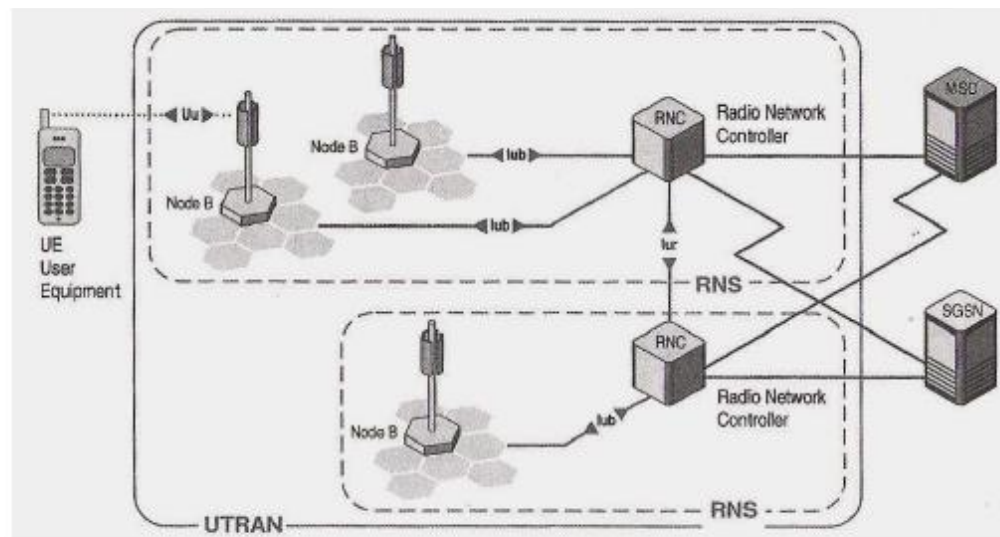 Uu
Node B
Iub
RNC
Radio Network
Controller
MSC
Node B
Iub
UE
User
Equipment
Iur
RNS
SGSN
RNC
Radio Network
Controller
Node B
Iub
RNS
UTRAN